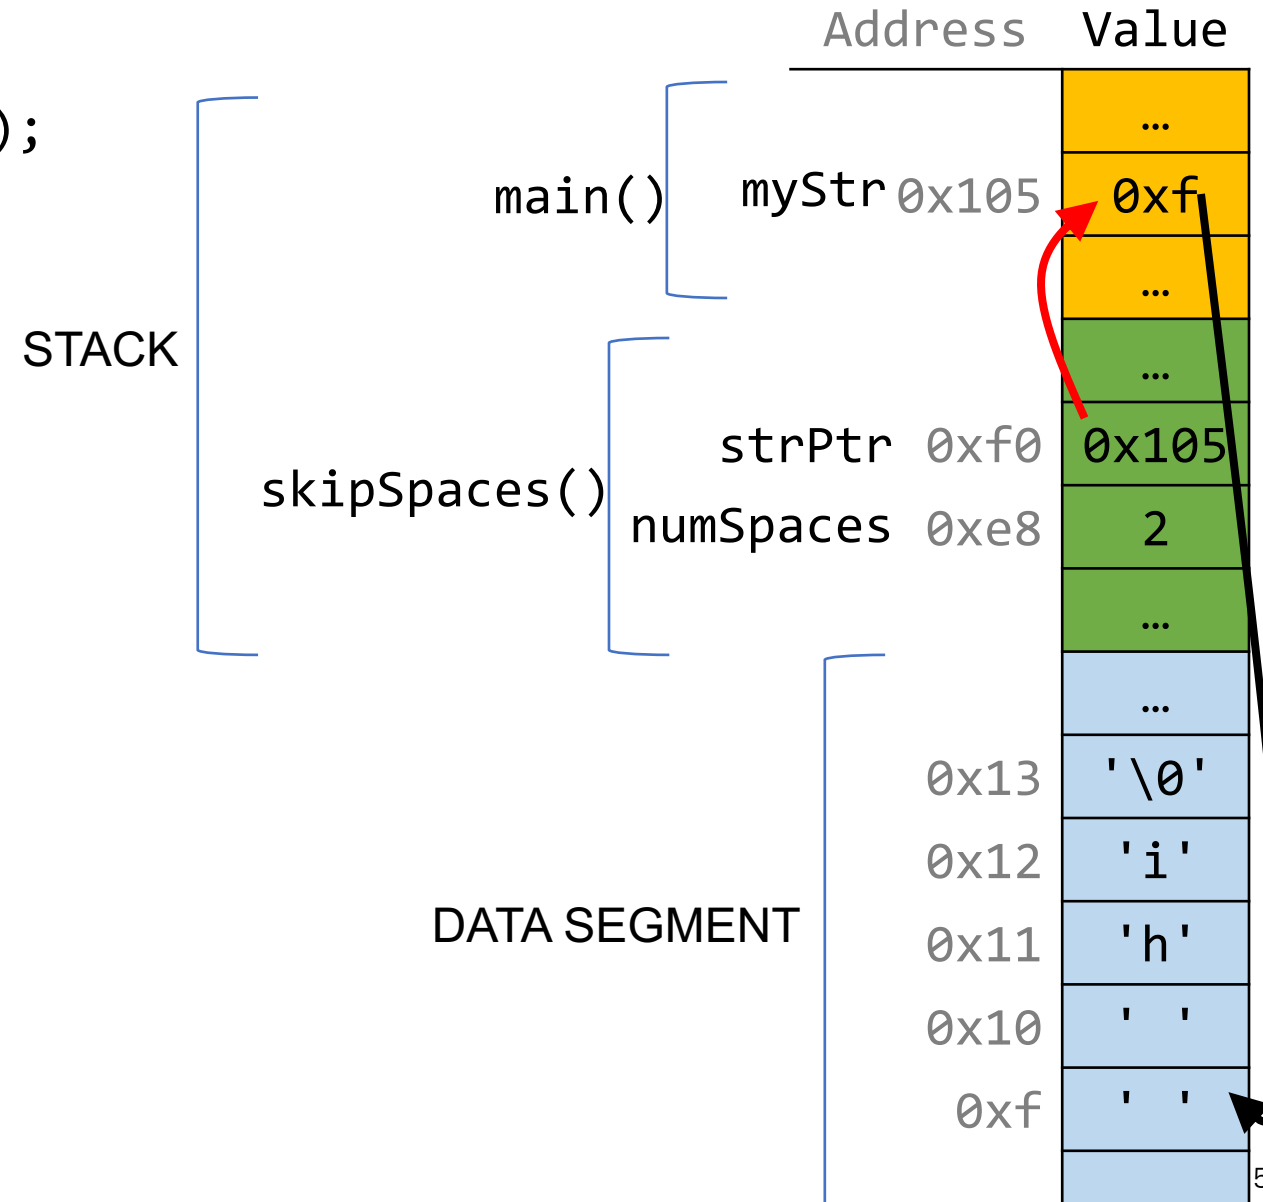 Address Value
);
…
main() myStr 0x105 0xf
…
STACK
…
strPtr 0xf0 0x105
skipSpaces()
numSpaces 0xe8 2
…
…
0x13 '\0'
0x12 'i'
DATA SEGMENT
0x11 'h'
0x10 ' '
0xf ' '
5